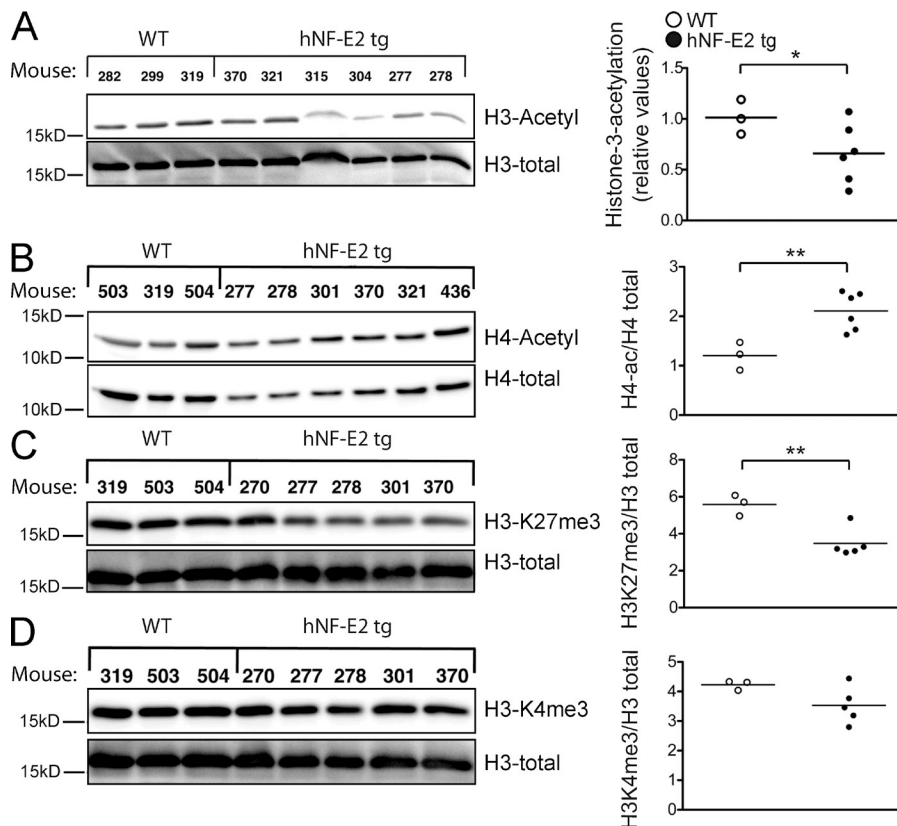 A
WT
hNF-E2 tg
Mouse: 282 299 319 370 321 315 304 277 278
H3-Acetyl
15kD
H3-total
15kD
WT
hNF-E2 tg
*
Histone-3-acetylation
(relative values)
1.5
1.0
0.5
0.0
B
WT
hNF-E2 tg
Mouse: 503 319 504 277 278 301 370 321 436
15kD
H4-Acetyl
10kD
H4-total
10kD
**
H4-ac/H4 total
3
2
1
0
C
WT
hNF-E2 tg
Mouse: 319 503 504 270 277 278 301 370
H3-K27me3
15kD
H3-total
15kD
**
H3K27me3/H3 total
8
6
4
2
0
D
WT
hNF-E2 tg
Mouse: 319 503 504 270 277 278 301 370
H3-K4me3
15kD
H3-total
15kD
H3K4me3/H3 total
5
4
3
2
1
0